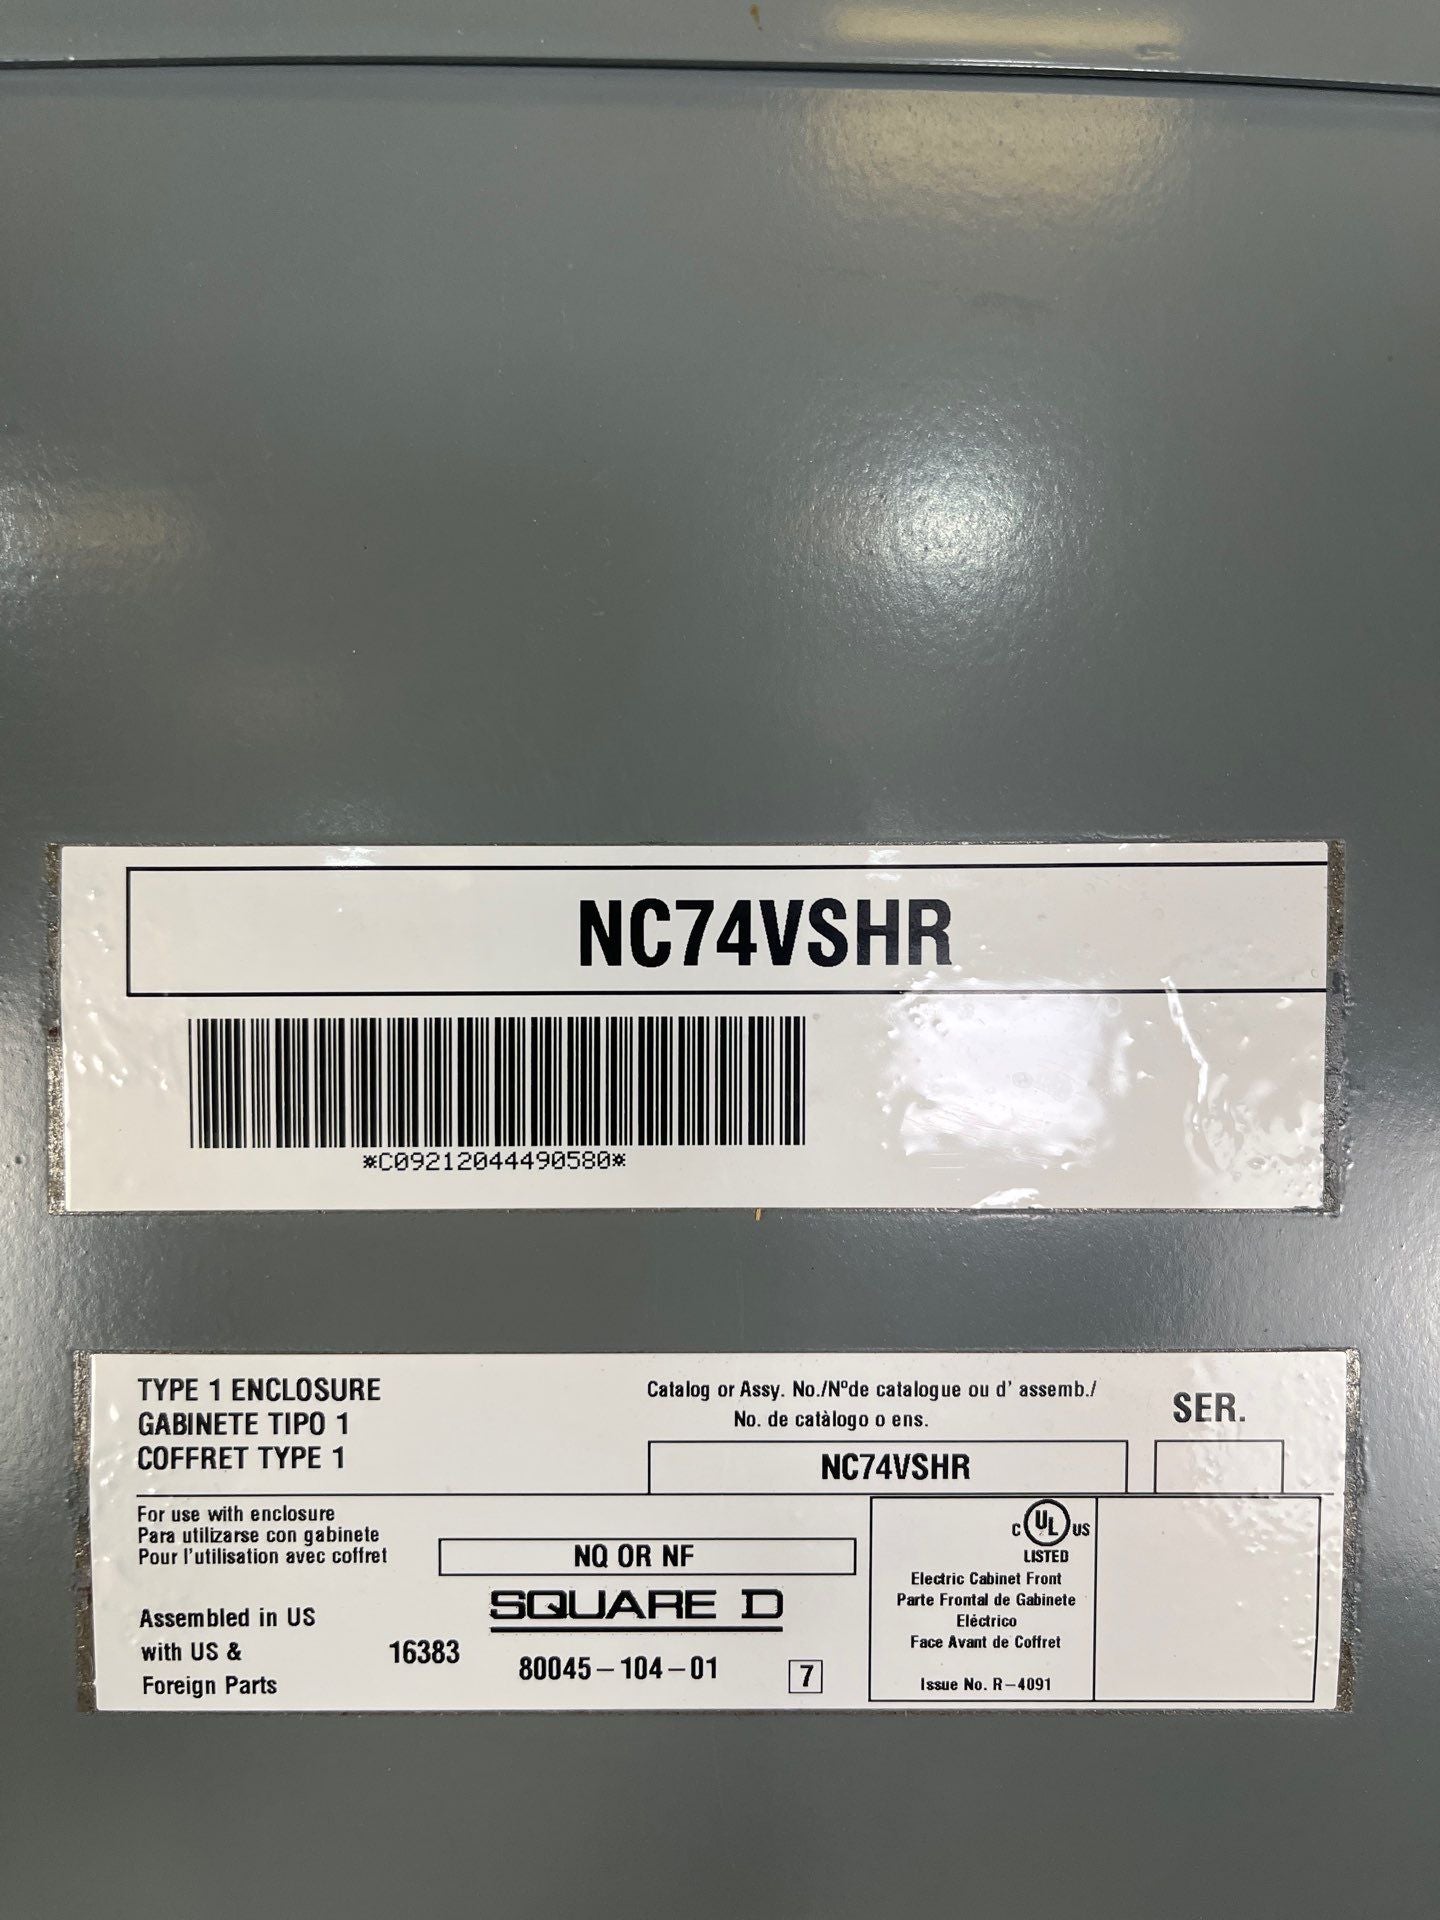 NC74VSHR
*C09212044490580*
TYPE 1 ENCLOSURE
GABINETE TIPO 1
COFFRET TYPE 1
Catalog or Assy. No./Nºde catalogue ou d' assemb./
No. de catàlogo o ens.
SER.
NC74VSHR
For use with enclosure
Para utilizarse con gabinete
Pour l'utilisation avec coffret
NQ OR NF
SQUARE D
Assembled in US
with US &
Foreign Parts
16383
80045-104-01
7
C UL US
LISTED
Electric Cabinet Front
Parte Frontal de Gabinete
Eléctrico
Face Avant de Coffret
Issue No. R-4091